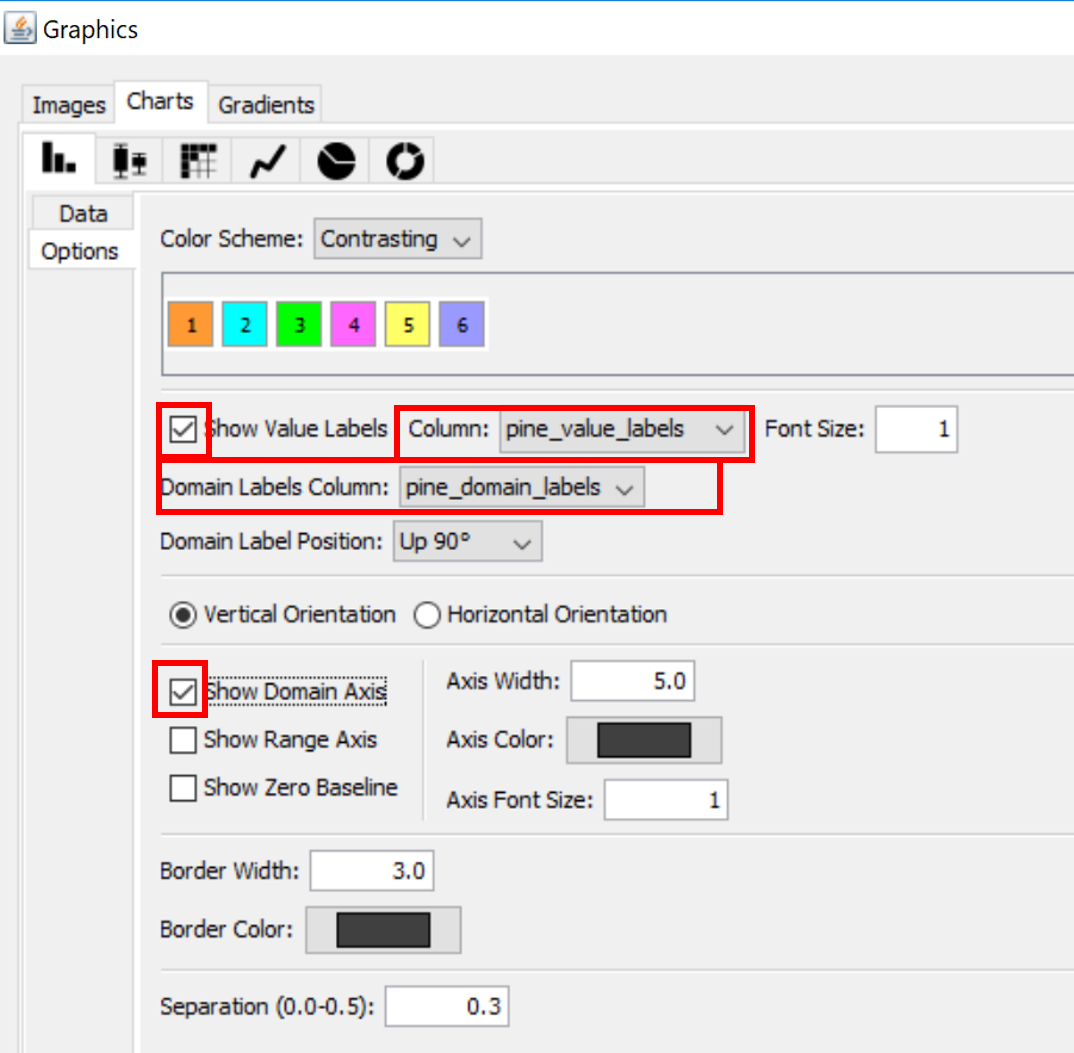 Graphics
Images Charts Gradients
Data
Options
Color Scheme: Contrasting
1 2 3 4 5 6
Show Value Labels Column: pine_value_labels Font Size: 1
Domain Labels Column: pine_domain_labels
Domain Label Position: Up 90°
Vertical Orientation Horizontal Orientation
Show Domain Axis Axis Width: 5.0
Show Range Axis Axis Color:
Show Zero Baseline Axis Font Size: 1
Border Width: 3.0
Border Color:
Separation (0.0-0.5): 0.3